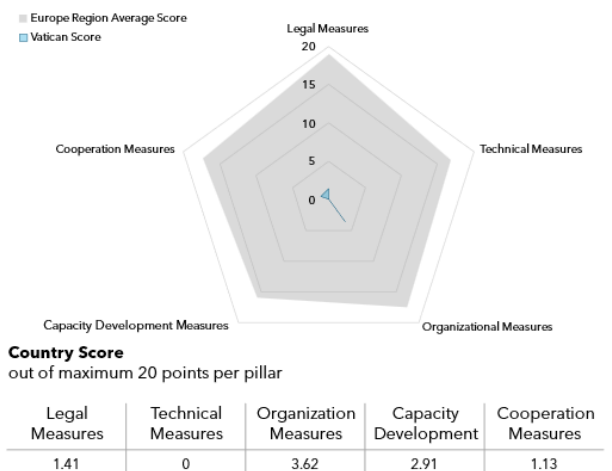 Europe Region Average Score
Vatican Score
Legal Measures
20
15
10
5
0
Cooperation Measures
Technical Measures
Capacity Development Measures
Organizational Measures
Country Score
out of maximum 20 points per pillar
Legal Measures
Technical Measures
Organization Measures
Capacity Development
Cooperation Measures
1.41
0
3.62
2.91
1.13